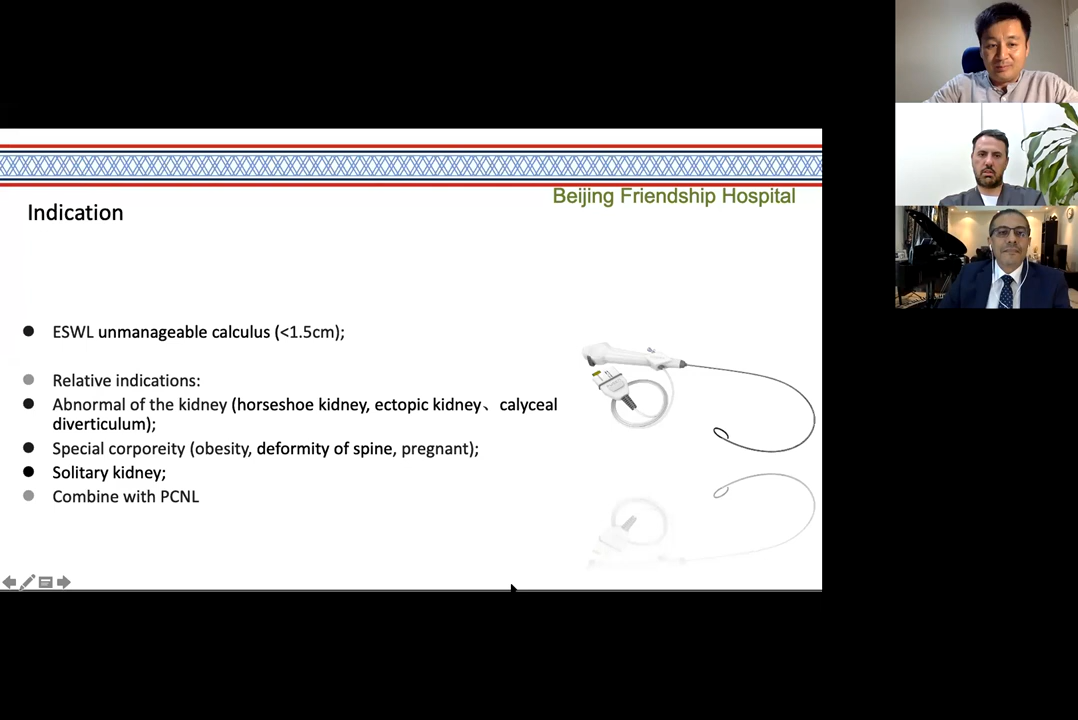 Beijing Friendship Hospital
Indication
ESWL unmanageable calculus (<1.5cm);
Relative indications:
Abnormal of the kidney (horseshoe kidney, ectopic kidney、calyceal
diverticulum);
Special corporeity (obesity, deformity of spine, pregnant);
Solitary kidney;
Combine with PCNL